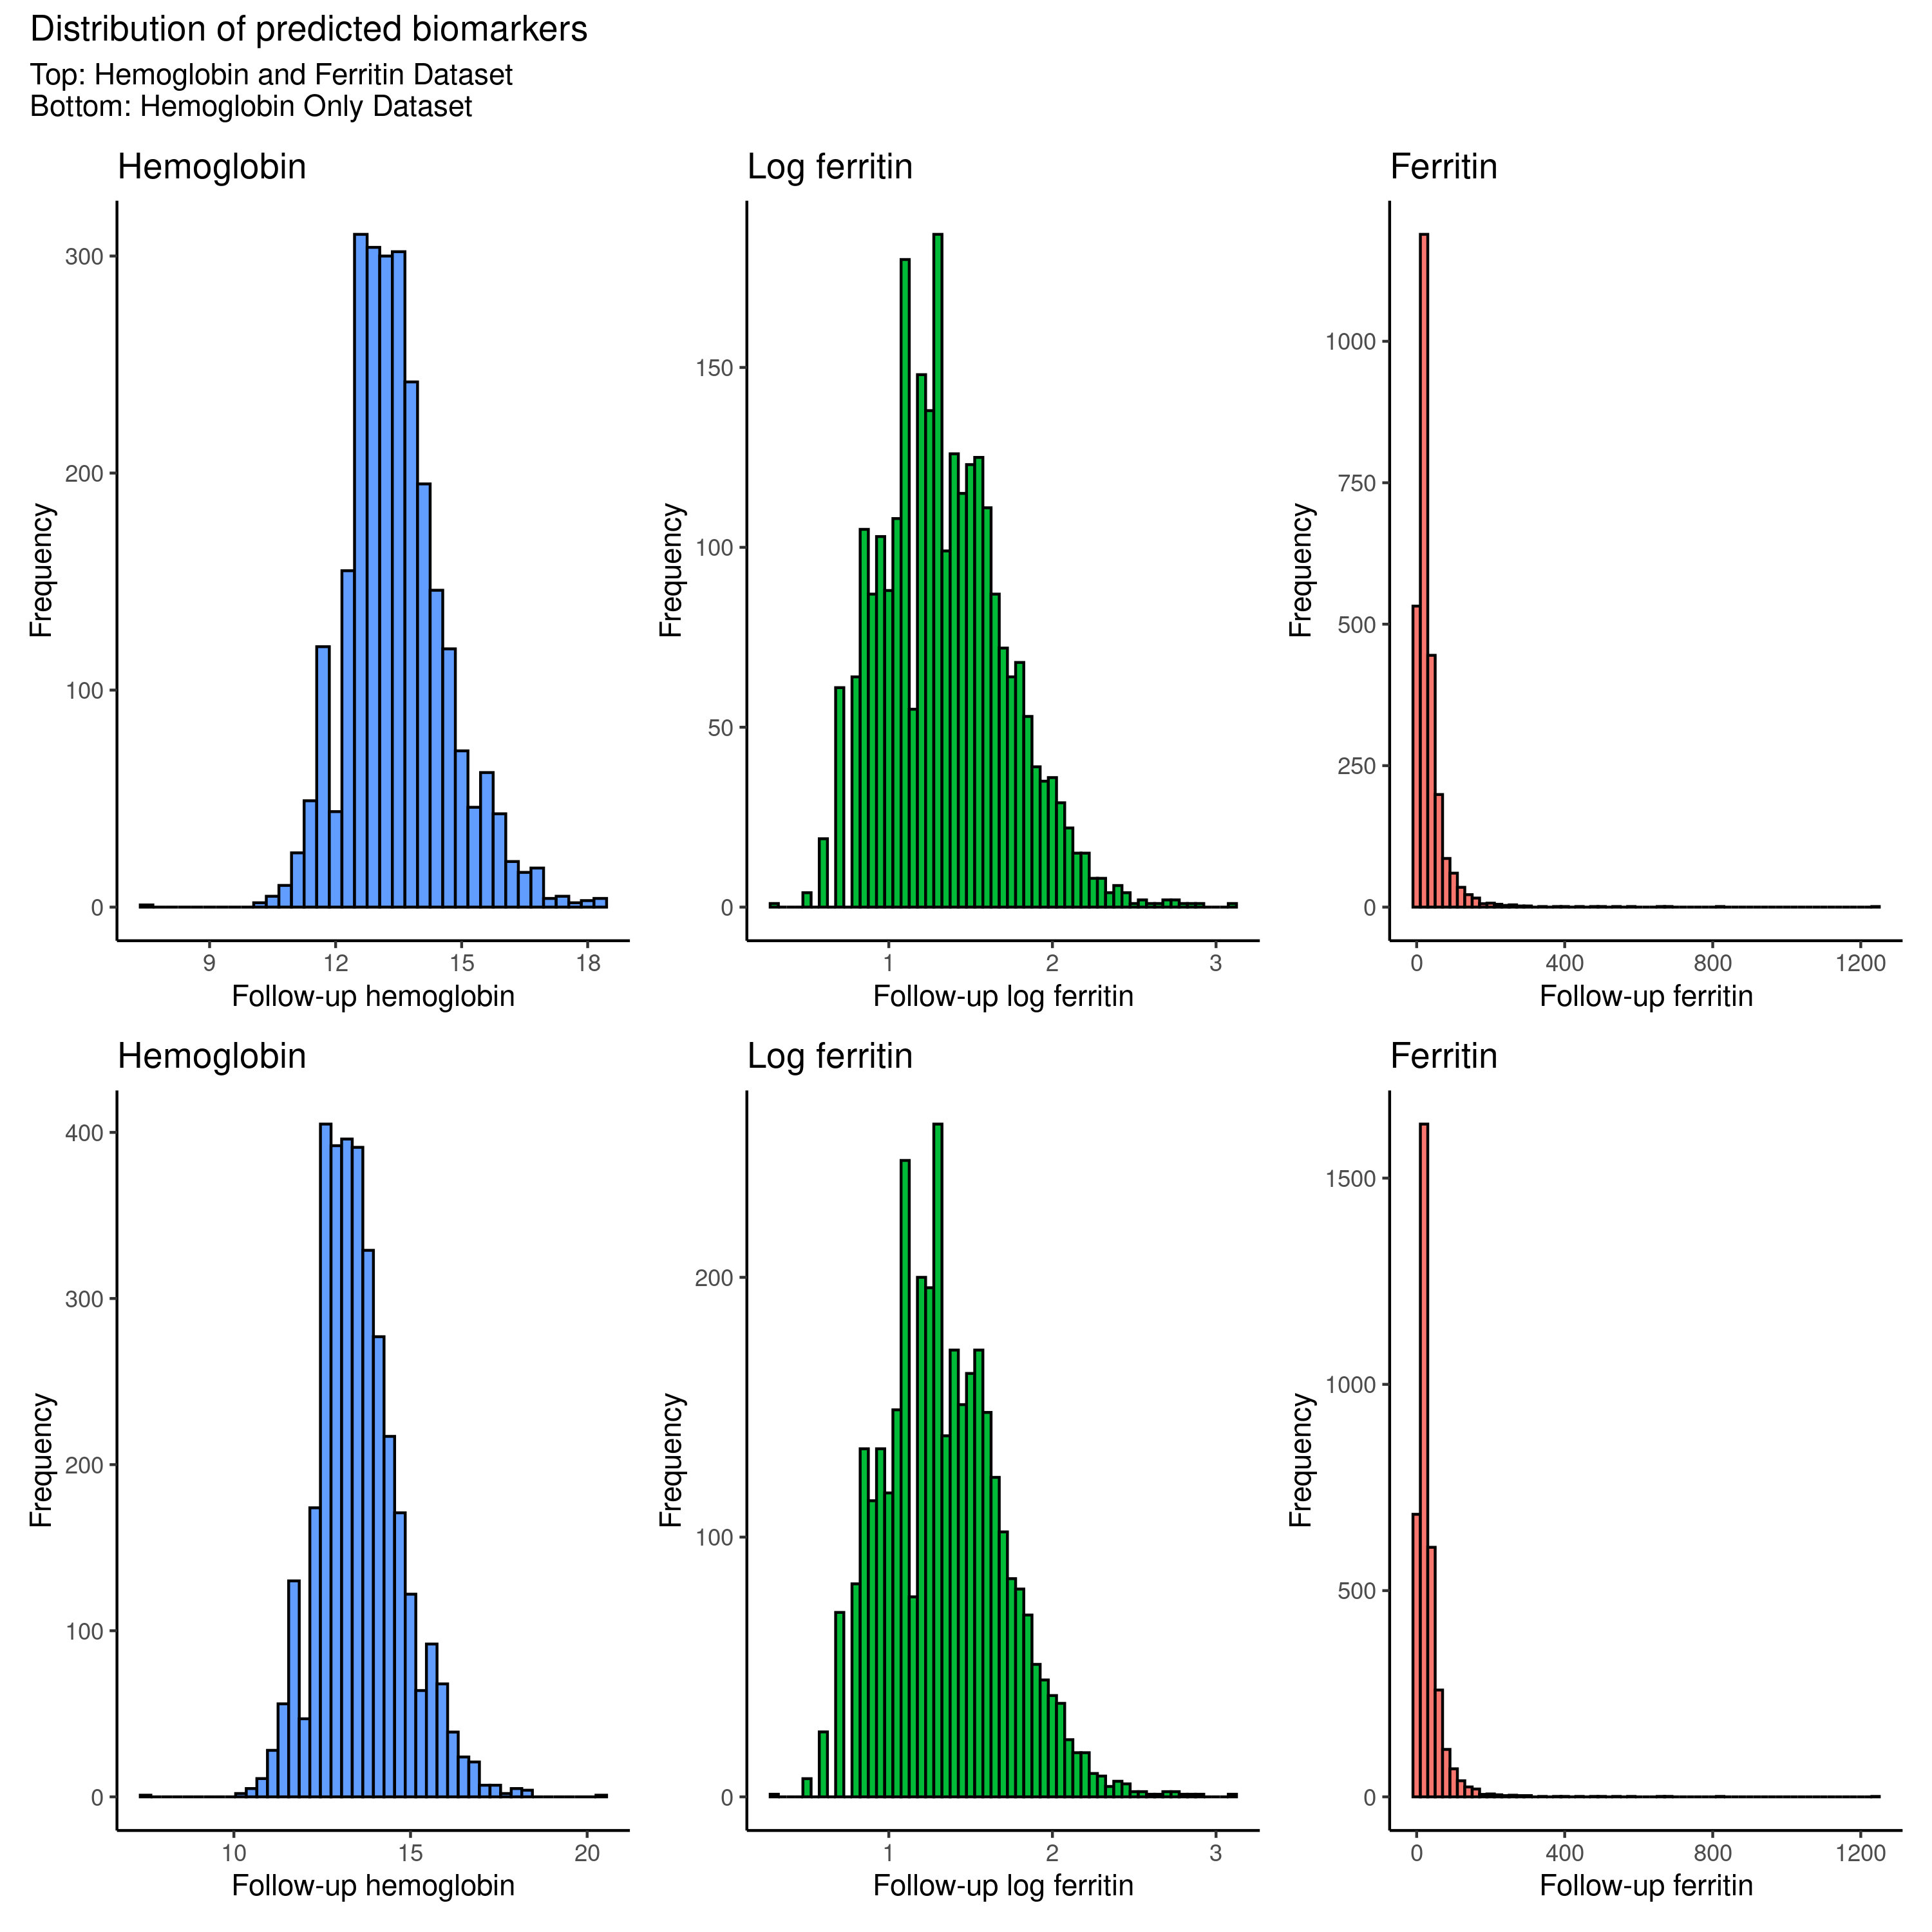 Distribution of predicted biomarkers
Top: Hemoglobin and Ferritin Dataset
Bottom: Hemoglobin Only Dataset
Hemoglobin
300
200
100
0
Frequency
9 12 15 18
Follow-up hemoglobin
Log ferritin
150
100
50
0
Frequency
1 2 3
Follow-up log ferritin
Ferritin
1000
750
500
250
0
Frequency
0 400 800 1200
Follow-up ferritin
Hemoglobin
400
300
200
100
0
Frequency
10 15 20
Follow-up hemoglobin
Log ferritin
200
100
0
Frequency
1 2 3
Follow-up log ferritin
Ferritin
1500
1000
500
0
Frequency
0 400 800 1200
Follow-up ferritin